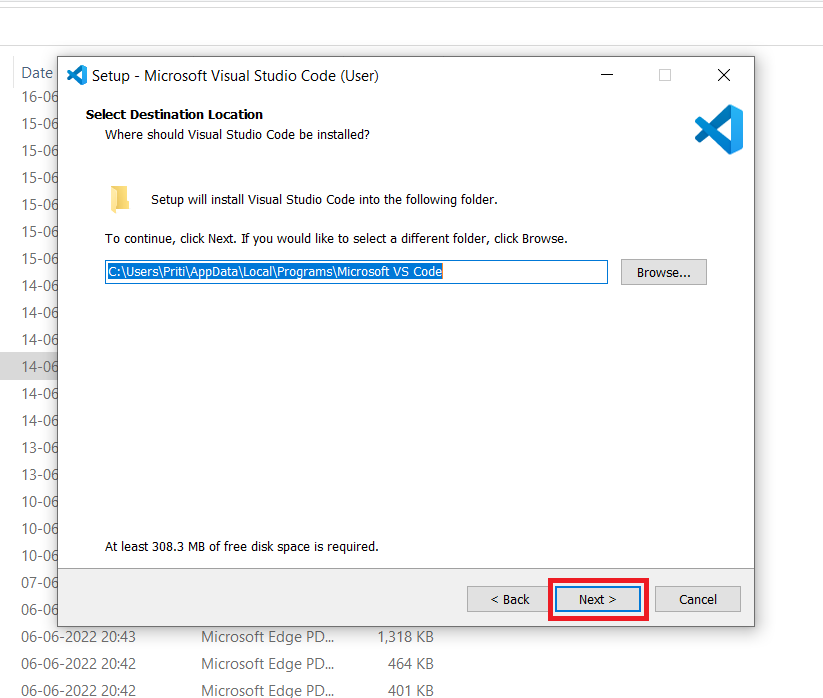 Date
Setup - Microsoft Visual Studio Code (User)
16-06
Select Destination Location
15-06
Where should Visual Studio Code be installed?
15-06
15-06
15-06
Setup will install Visual Studio Code into the following folder.
15-06
To continue, click Next. If you would like to select a different folder, click Browse.
15-06
C:\Users\Priti\AppData\Local\Programs\Microsoft VS Code
Browse...
14-06
14-06
14-06
14-06
14-06
14-06
13-06
13-06
10-06
10-06
At least 308.3 MB of free disk space is required.
10-06
07-06
< Back
Next >
Cancel
06-06
06-06-2022 20:43 Microsoft Edge PD... 1,318 KB
06-06-2022 20:42 Microsoft Edge PD... 464 KB
06-06-2022 20:42 Microsoft Edge PD... 401 KB